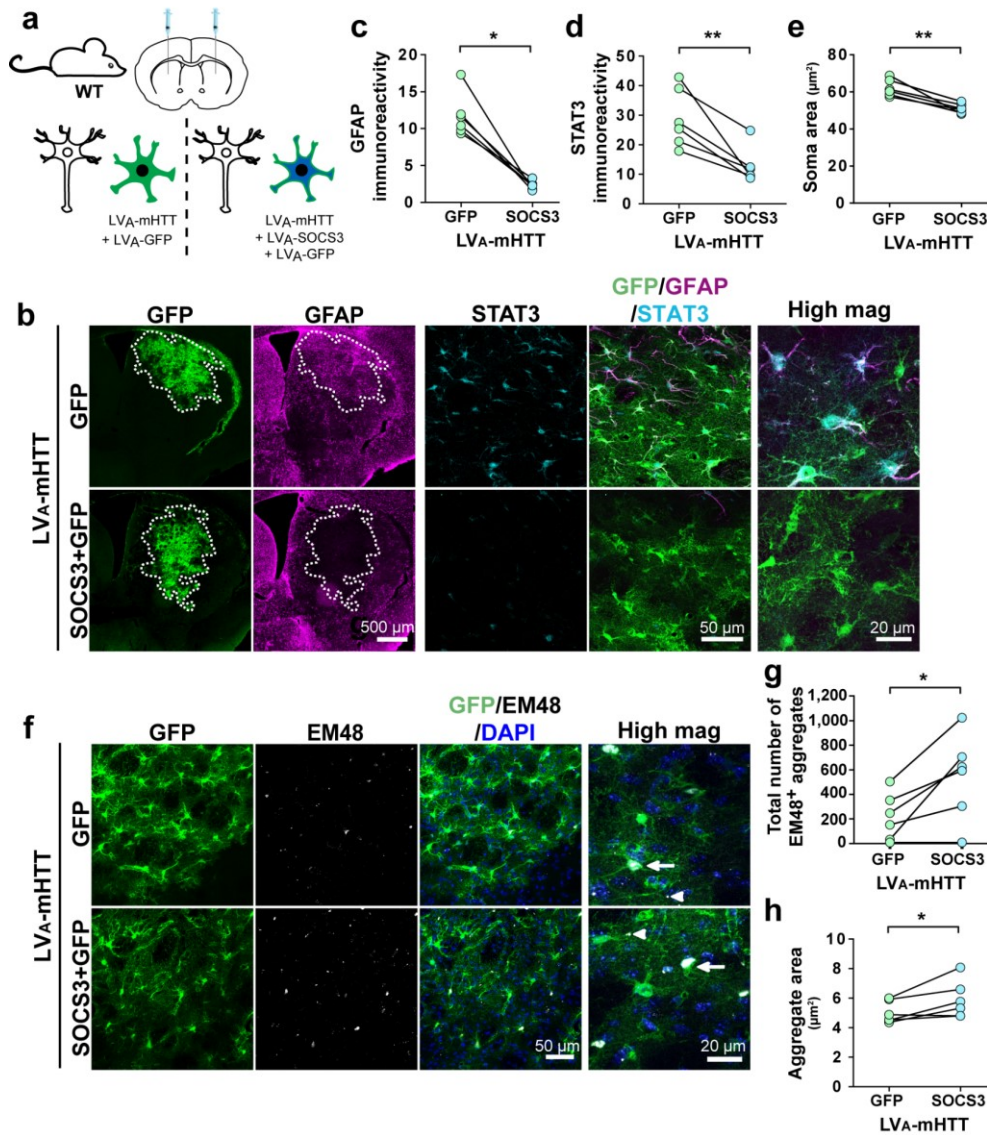 a
WT
LVA-mHTT
+ LVA-GFP
LVA-mHTT
+ LVA-SOCS3
+ LVA-GFP
c
GFAP
immunoreactivity
20
15
10
5
0
*
GFP SOCS3
LVA-mHTT
d
STAT3
immunoreactivity
50
40
30
20
10
0
**
GFP SOCS3
LVA-mHTT
e
Soma area (µm²)
80
60
40
20
0
**
GFP SOCS3
LVA-mHTT
b
GFP
GFAP
STAT3
GFP/GFAP
/STAT3
High mag
LVA-mHTT
GFP
SOCS3+GFP
500 µm
50 µm
20 µm
f
GFP
EM48
GFP/EM48
/DAPI
High mag
LVA-mHTT
GFP
SOCS3+GFP
50 µm
20 µm
g
Total number of
EM48⁺ aggregates
1,200
1,000
800
600
400
200
0
*
GFP SOCS3
LVA-mHTT
h
Aggregate area
(µm²)
10
8
6
4
2
0
*
GFP SOCS3
LVA-mHTT